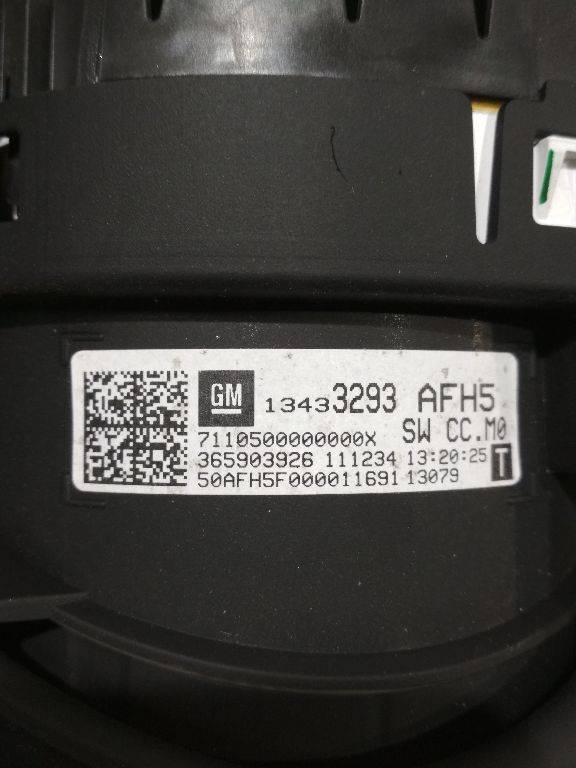 GM 13433293 AFH5
7110500000000X SW CC.M0
365903926 111234 13:20:25 T
50AFH5F000011691 13079